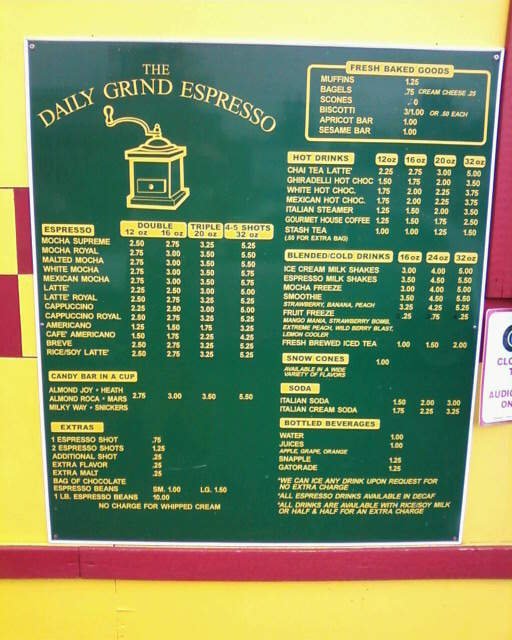 THE
DAILY GRIND ESPRESSO
ESPRESSO DOUBLE 12 oz 16 oz TRIPLE 20 oz 4-5 SHOTS 32 oz
MOCHA SUPREME 2.50 2.75 3.25 5.25
MOCHA ROYAL 2.75 3.00 3.50 5.50
MALTED MOCHA 2.75 3.00 3.50 5.50
WHITE MOCHA 2.75 3.00 3.50 5.75
MEXICAN MOCHA 2.75 3.00 3.50 5.75
LATTE' 2.25 2.50 3.00 5.00
LATTE' ROYAL 2.50 2.75 3.25 5.25
CAPPUCCINO 2.25 2.50 3.00 5.00
CAPPUCCINO ROYAL 2.50 2.75 3.25 5.25
AMERICANO 1.25 1.50 1.75 3.25
CAFE' AMERICANO 1.50 1.75 2.25 4.25
BREVE 2.50 2.75 3.25 5.25
RICE/SOY LATTE' 2.50 2.75 3.25 5.25
CANDY BAR IN A CUP
ALMOND JOY • HEATH
ALMOND ROCA • MARS 2.75 3.00 3.50 5.50
MILKY WAY • SNICKERS
EXTRAS
1 ESPRESSO SHOT .75
2 ESPRESSO SHOTS 1.25
ADDITIONAL SHOT .25
EXTRA FLAVOR .25
EXTRA MALT .25
BAG OF CHOCOLATE
ESPRESSO BEANS SM. 1.00 LG. 1.50
1 LB. ESPRESSO BEANS 10.00
NO CHARGE FOR WHIPPED CREAM
FRESH BAKED GOODS
MUFFINS 1.25
BAGELS .75 CREAM CHEESE .25
SCONES
BISCOTTI 3/1.00 OR .50 EACH
APRICOT BAR 1.00
SESAME BAR 1.00
HOT DRINKS 12 oz 16 oz 20 oz 32 oz
CHAI TEA LATTE' 2.25 2.75 3.00 5.00
GHIRADELLI HOT CHOC 1.50 1.75 2.00 3.50
WHITE HOT CHOC. 1.75 2.00 2.25 3.75
MEXICAN HOT CHOC. 1.75 2.00 2.25 3.75
ITALIAN STEAMER 1.25 1.50 2.00 3.50
GOURMET HOUSE COFFEE 1.25 1.50 1.75 2.50
STASH TEA 1.00 1.00 1.25 1.50
(.50 FOR EXTRA BAG)
BLENDED/COLD DRINKS 16oz 24 oz 32 oz
ICE CREAM MILK SHAKES 3.00 4.00 5.00
ESPRESSO MILK SHAKES 3.50 4.50 5.50
MOCHA FREEZE 3.00 4.00 5.00
SMOOTHIE 3.50 4.50 5.50
STRAWBERRY, BANANA, PEACH
FRUIT FREEZE 3.25 4.25 5.25
MANGO MANIA, STRAWBERRY BOMB, .25 .75 .25
EXTREME PEACH, WILD BERRY BLAST,
LEMON COOLER
FRESH BREWED ICED TEA 1.00 1.50 2.00
SNOW CONES 1.00
AVAILABLE IN A WIDE
VARIETY OF FLAVORS
SODA
ITALIAN SODA 1.50 2.00 3.00
ITALIAN CREAM SODA 1.75 2.25 3.25
BOTTLED BEVERAGES
WATER 1.00
JUICES 1.00
APPLE, GRAPE, ORANGE
SNAPPLE 1.25
GATORADE 1.25
*WE CAN ICE ANY DRINK UPON REQUEST FOR
NO EXTRA CHARGE
*ALL ESPRESSO DRINKS AVAILABLE IN DECAF
*ALL DRINKS ARE AVAILABLE WITH RICE/SOY MILK
OR HALF & HALF FOR AN EXTRA CHARGE